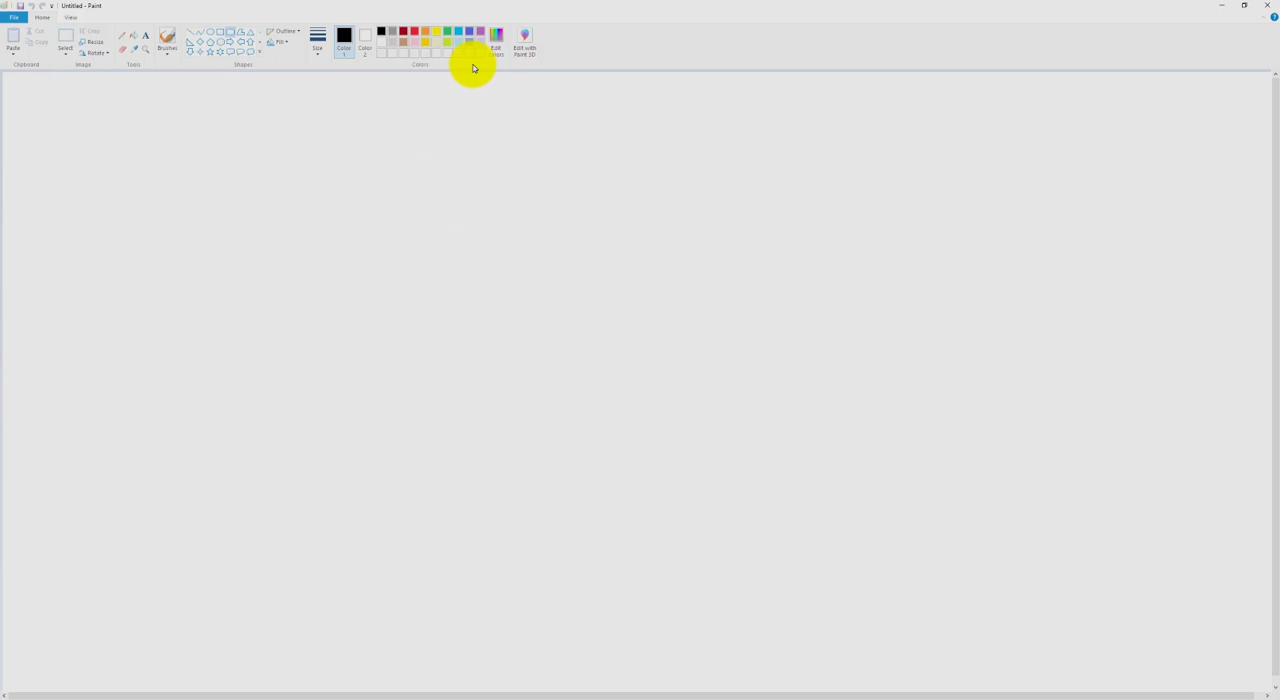 Untitled - Paint
File Home View
Paste Cut Copy Select Crop Resize Rotate Brushes Outline Fill Size Color 1 Color 2 Edit colors Edit with Paint 3D
Clipboard Image Tools Shapes Colors